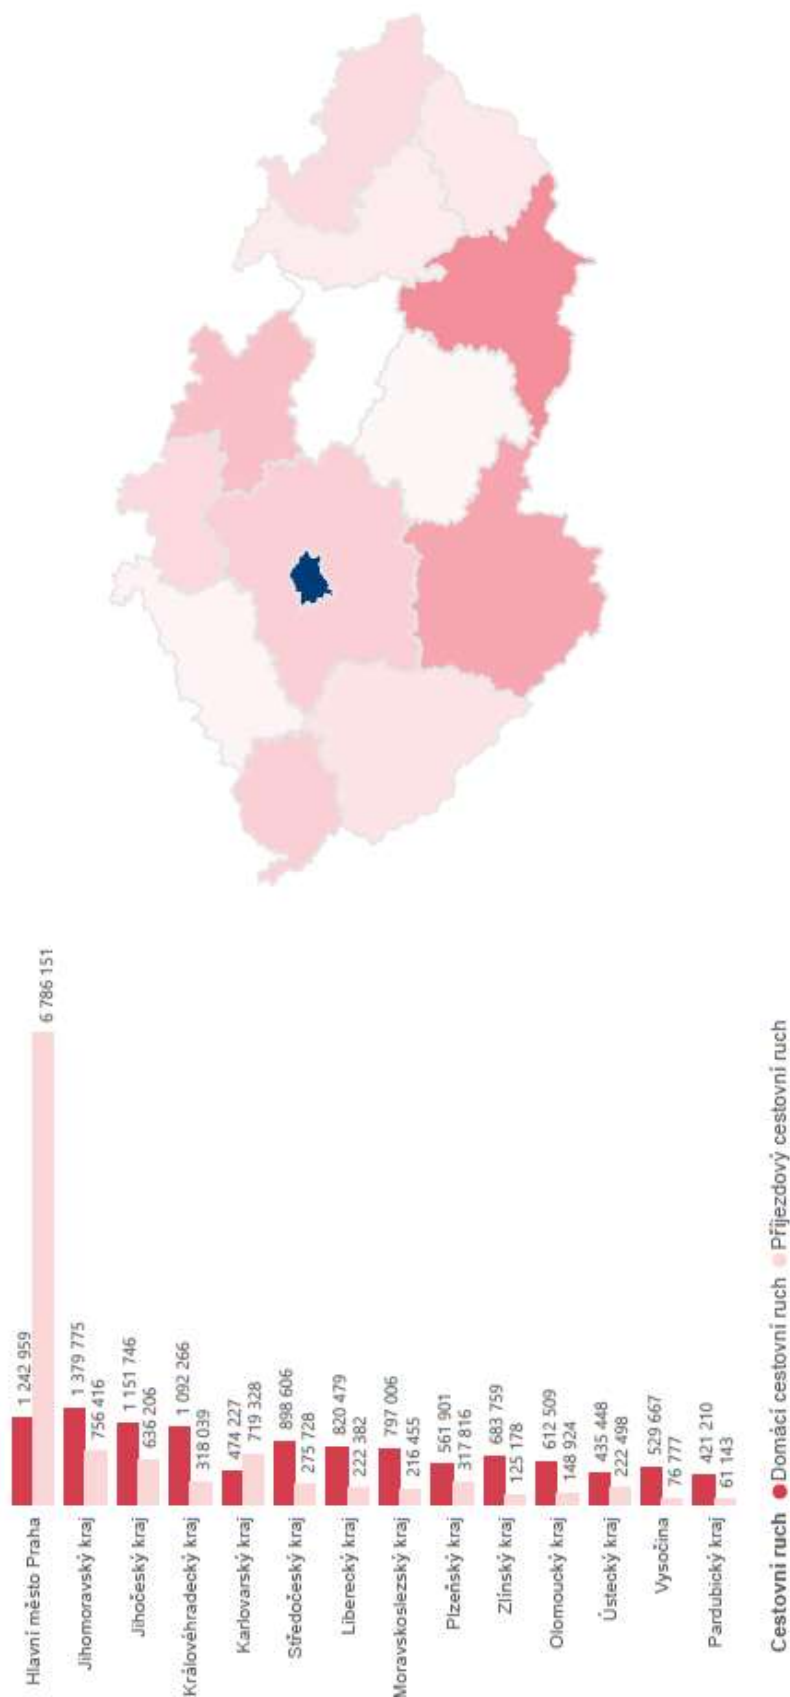 Hlavní město Praha
1 242 959
6 786 151
Jihomoravský kraj
1 379 775
756 416
Jihočeský kraj
1 151 746
636 206
Královéhradecký kraj
1 092 266
318 039
Karlovarský kraj
474 227
719 328
Středočeský kraj
898 606
275 728
Liberecký kraj
820 479
222 382
Moravskoslezský kraj
797 006
216 455
Plzeňský kraj
561 901
317 816
Zlínský kraj
683 759
125 178
Olomoucký kraj
612 509
148 924
Ústecký kraj
435 448
222 498
Vysočina
529 667
76 777
Pardubický kraj
421 210
61 143
Cestovní ruch Domácí cestovní ruch Příjezdový cestovní ruch